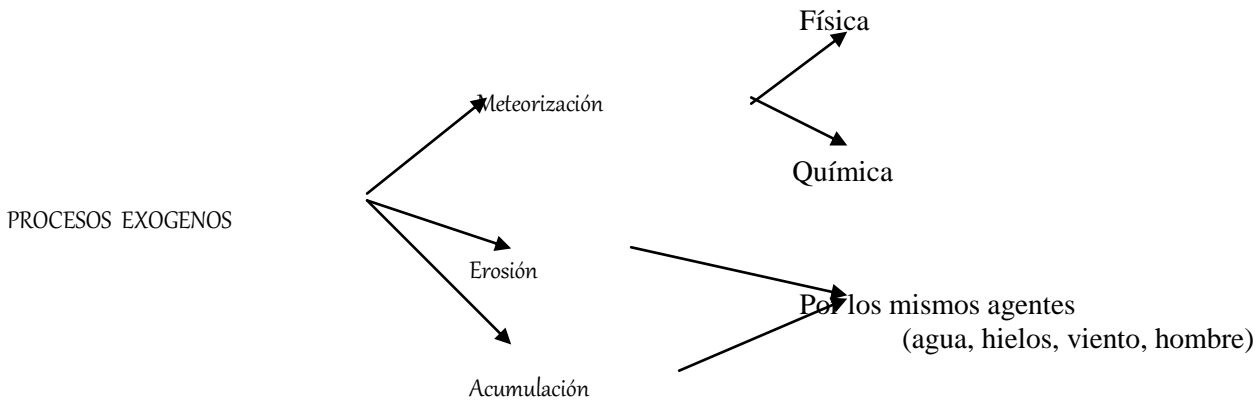 Física
Meteorización
Química
PROCESOS EXOGENOS
Erosión
Por los mismos agentes
(agua, hielos, viento, hombre)
Acumulación